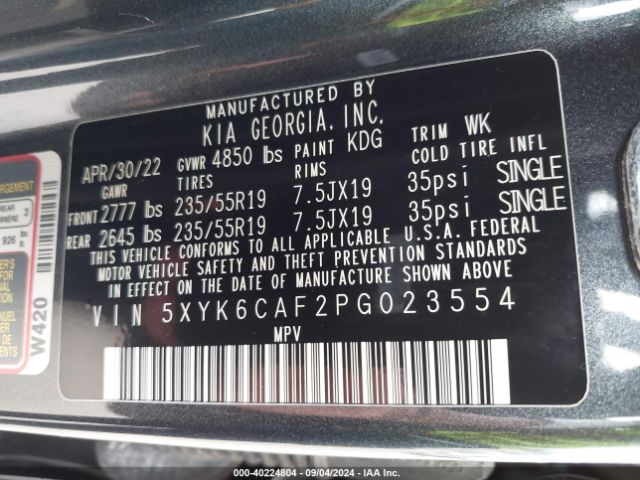 MANUFACTURED BY
KIA GEORGIA, INC.
APR/30/22 GVWR 4850 lbs PAINT KDG TRIM WK
GAWR TIRES RIMS COLD TIRE INFL
FRONT 2777 lbs 235/55R19 7.5JX19 35psi SINGLE
REAR 2645 lbs 235/55R19 7.5JX19 35psi SINGLE
THIS VEHICLE CONFORMS TO ALL APPLICABLE U.S.A. FEDERAL
MOTOR VEHICLE SAFETY AND THEFT PREVENTION STANDARDS
IN EFFECT ON THE DATE OF MANUFACTURE SHOWN ABOVE
VIN 5XYK6CAF2PG023554
MPV
REAR
3
926
W420
000-40224804 - 09/04/2024 - IAA Inc.